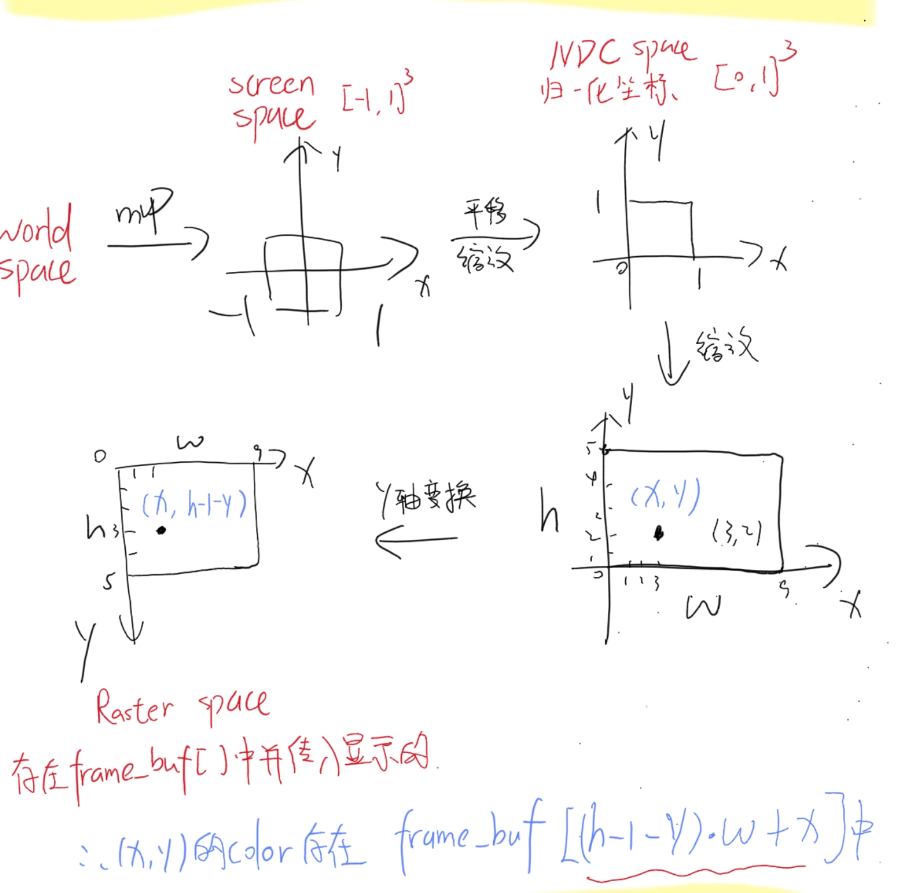 NDC space
归一化坐标、 [0,1]³
screen
space [-1,1]³
y
y
1
world
space
mvp
平移
缩放
x
-1
1
0
1
x
缩放
y
0
w
9
x
5
4
(x, h-1-y)
y轴变换
h
(x,y)
h
3
2
(3,2)
1
5
0
1
2
3
9
w
x
y
Raster space
存在frame_buf[]中并传入显示的.
∴(x,y)的color存在 frame_buf[(h-1-y)·w+x]中